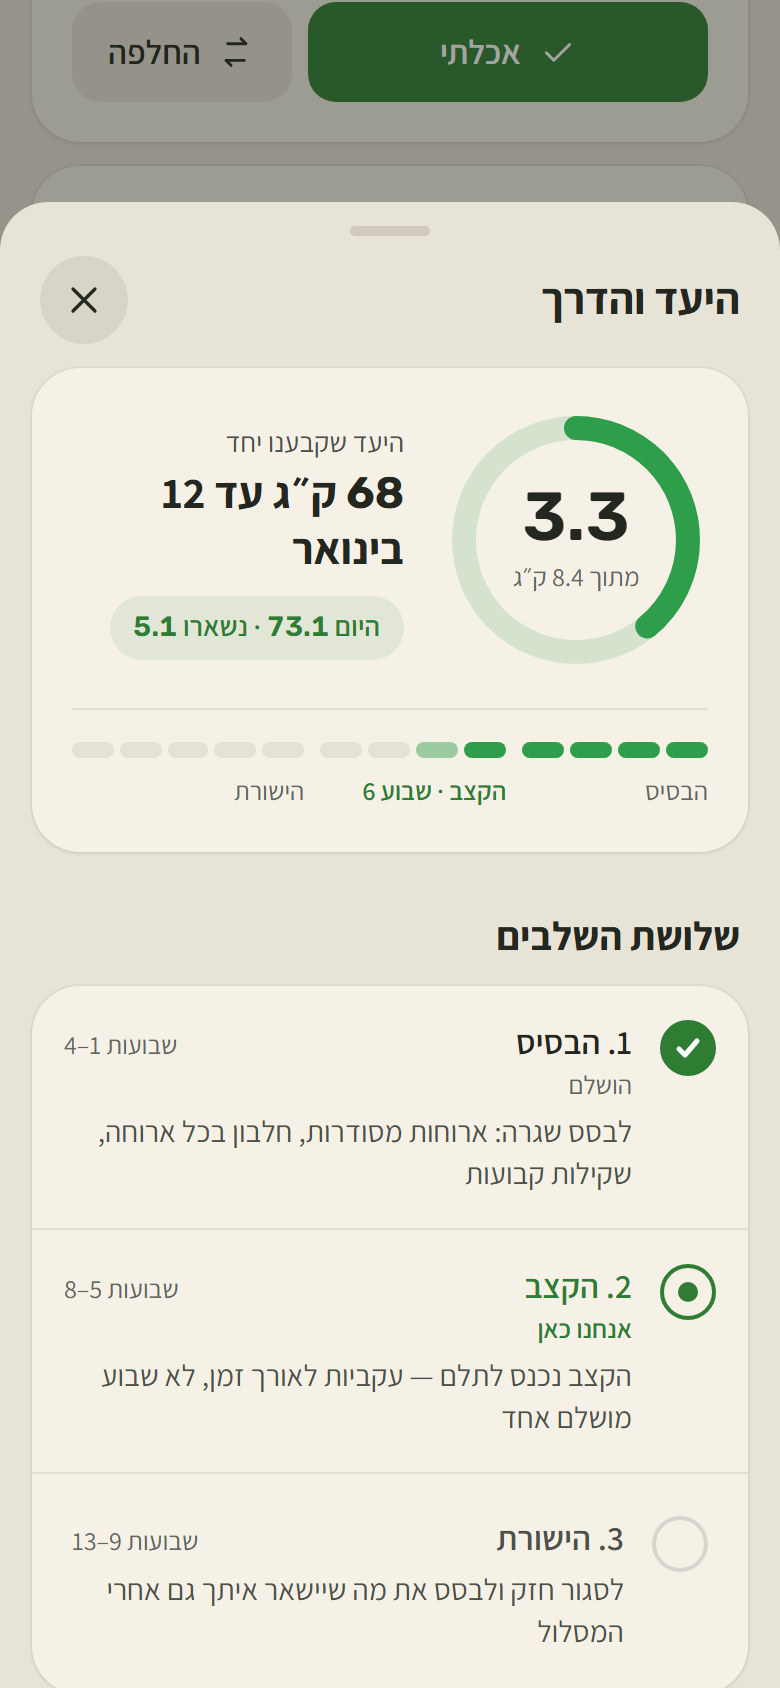 אכלתי
החלפה
היעד והדרך
3.3
מתוך 8.4 ק״ג
היעד שקבענו יחד
68 ק״ג עד 12
בינואר
היום 73.1 · נשארו 5.1
הבסיס
הקצב · שבוע 6
הישורת
שלושת השלבים
1. הבסיס
שבועות 1–4
הושלם
לבסס שגרה: ארוחות מסודרות, חלבון בכל ארוחה,
שקילות קבועות
2. הקצב
שבועות 5–8
אנחנו כאן
הקצב נכנס לתלם — עקביות לאורך זמן, לא שבוע
מושלם אחד
3. הישורת
שבועות 9–13
לסגור חזק ולבסס את מה שיישאר איתך גם אחרי
המסלול